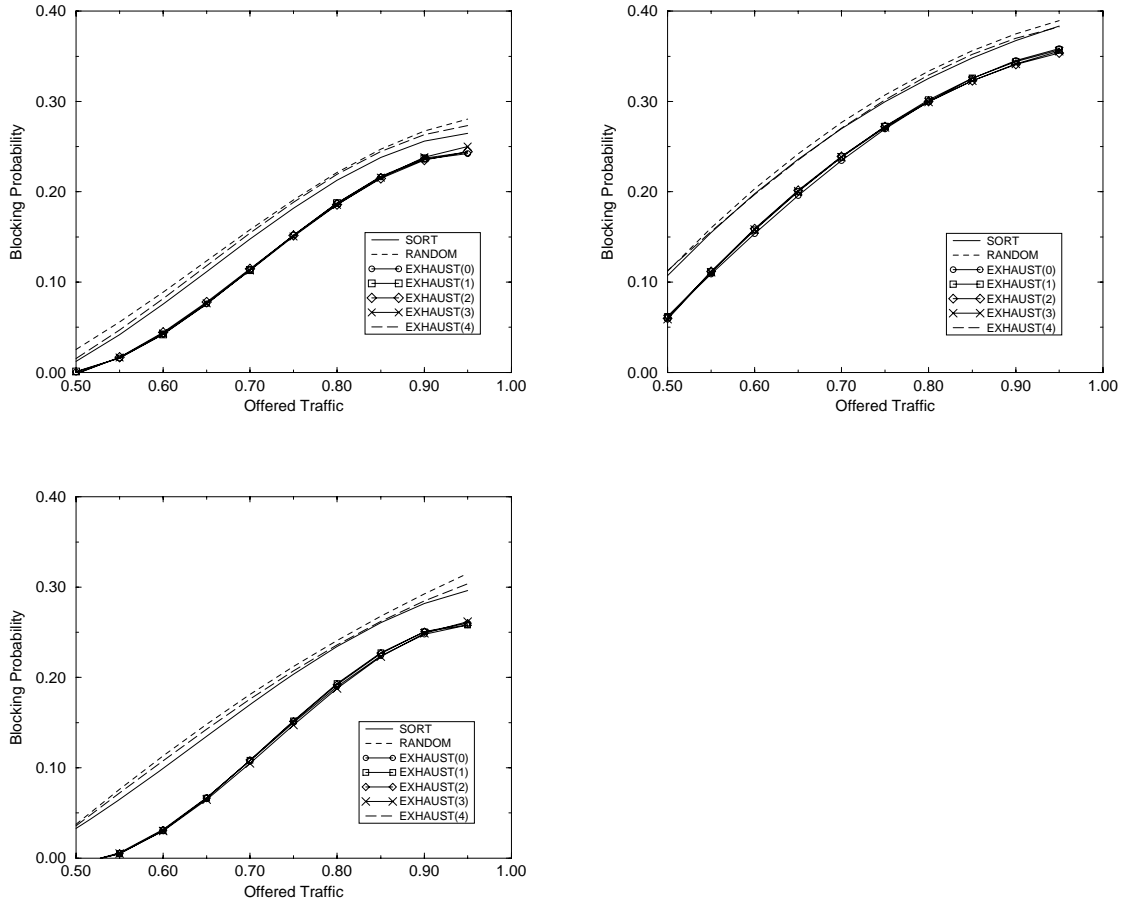 0.40
0.30
0.20
0.10
0.00
Blocking Probability
0.50 0.60 0.70 0.80 0.90 1.00
Offered Traffic
SORT
RANDOM
EXHAUST(0)
EXHAUST(1)
EXHAUST(2)
EXHAUST(3)
EXHAUST(4)
0.40
0.30
0.20
0.10
0.00
Blocking Probability
0.50 0.60 0.70 0.80 0.90 1.00
Offered Traffic
SORT
RANDOM
EXHAUST(0)
EXHAUST(1)
EXHAUST(2)
EXHAUST(3)
EXHAUST(4)
0.40
0.30
0.20
0.10
0.00
Blocking Probability
0.50 0.60 0.70 0.80 0.90 1.00
Offered Traffic
SORT
RANDOM
EXHAUST(0)
EXHAUST(1)
EXHAUST(2)
EXHAUST(3)
EXHAUST(4)